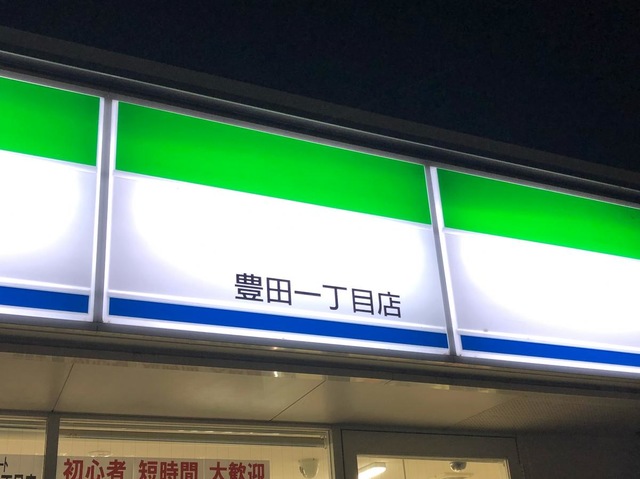 豊田一丁目店
初心者 短時間 大歓迎